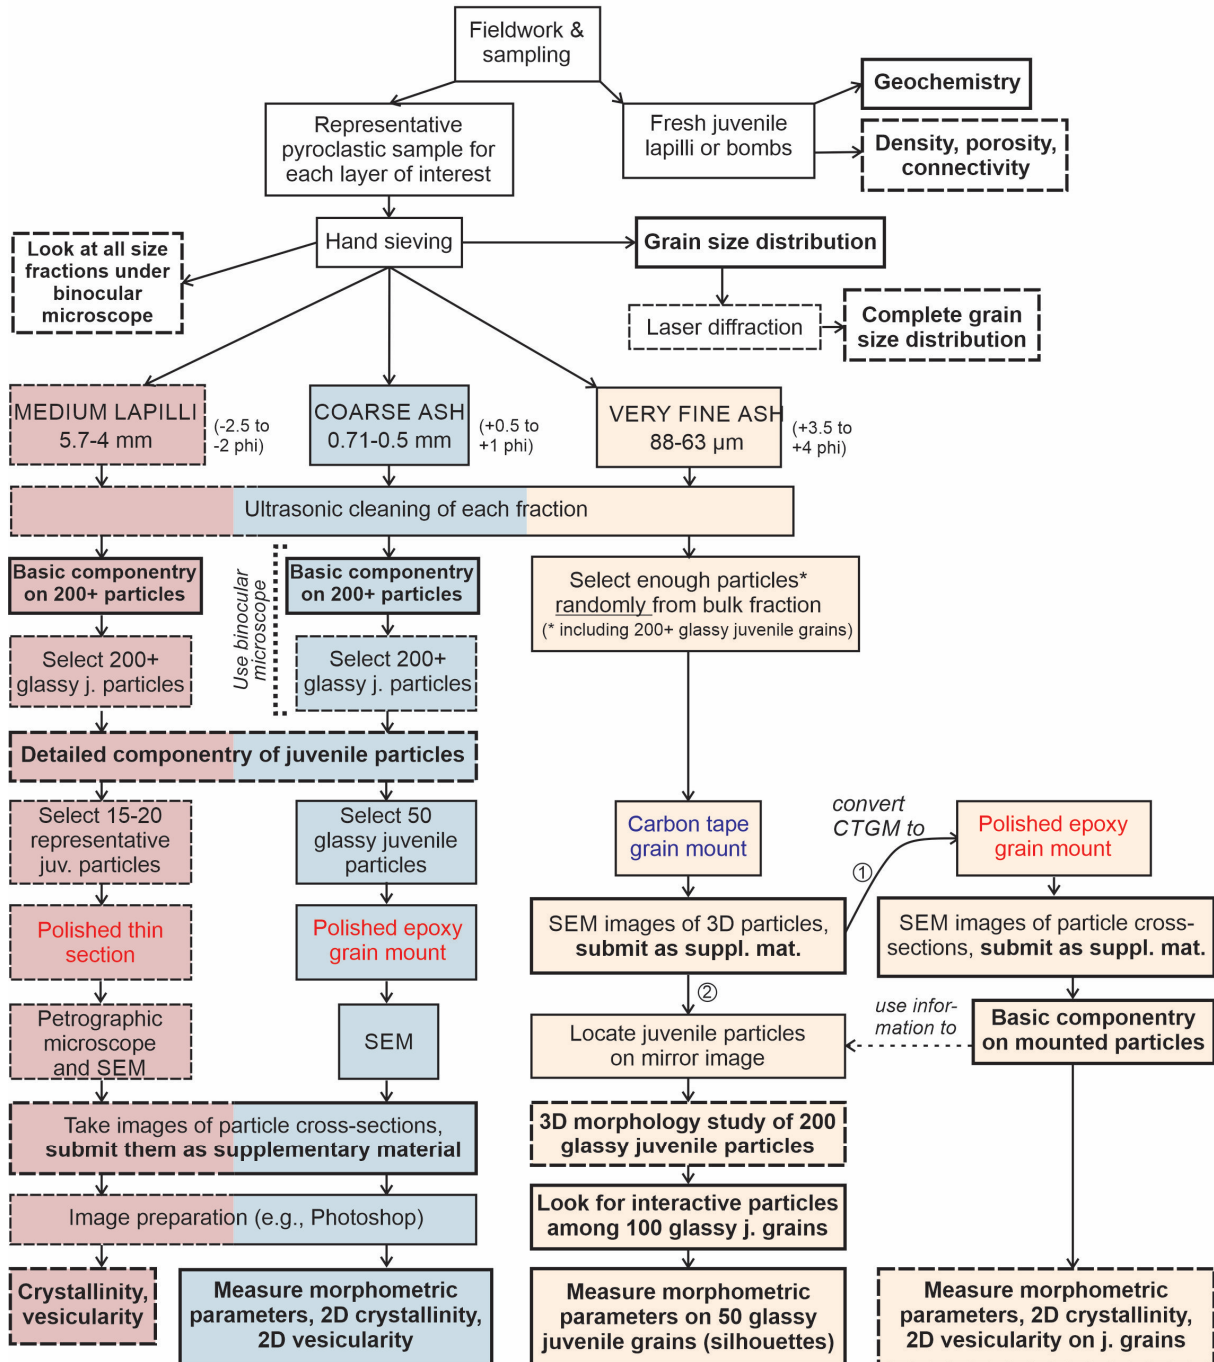 Fieldwork &
sampling
Geochemistry
Representative
pyroclastic sample for
each layer of interest
Fresh juvenile
lapilli or bombs
Density, porosity,
connectivity
Look at all size
fractions under
binocular
microscope
Hand sieving
Grain size distribution
Laser diffraction
Complete grain
size distribution
MEDIUM LAPILLI
5.7-4 mm
(-2.5 to
-2 phi)
COARSE ASH
0.71-0.5 mm
(+0.5 to
+1 phi)
VERY FINE ASH
88-63 µm
(+3.5 to
+4 phi)
Ultrasonic cleaning of each fraction
Basic componentry
on 200+ particles
Use binocular
microscope
Basic componentry
on 200+ particles
Select enough particles*
randomly from bulk fraction
(* including 200+ glassy juvenile grains)
Select 200+
glassy j. particles
Select 200+
glassy j. particles
Detailed componentry of juvenile particles
Select 15-20
representative
juv. particles
Select 50
glassy juvenile
particles
Carbon tape
grain mount
convert
CTGM to
①
Polished epoxy
grain mount
Polished thin
section
Polished epoxy
grain mount
SEM images of 3D particles,
submit as suppl. mat.
SEM images of particle cross-
sections, submit as suppl. mat.
②
Petrographic
microscope
and SEM
SEM
Locate juvenile particles
on mirror image
use infor-
mation to
Basic componentry
on mounted particles
Take images of particle cross-sections,
submit them as supplementary material
3D morphology study of 200
glassy juvenile particles
Image preparation (e.g., Photoshop)
Look for interactive particles
among 100 glassy j. grains
Crystallinity,
vesicularity
Measure morphometric
parameters, 2D crystallinity,
2D vesicularity
Measure morphometric
parameters on 50 glassy
juvenile grains (silhouettes)
Measure morphometric
parameters, 2D crystallinity,
2D vesicularity on j. grains